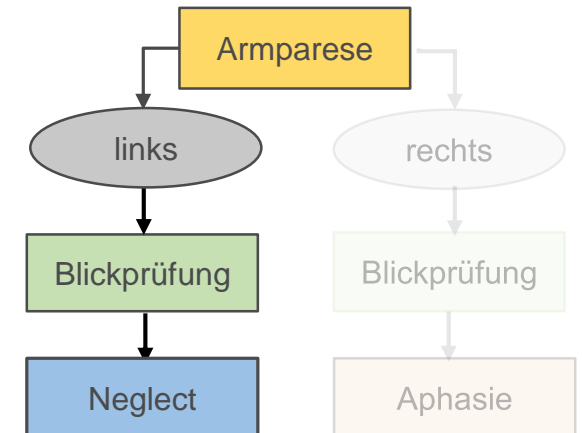 Armparese
links
rechts
Blickprüfung
Blickprüfung
Neglect
Aphasie